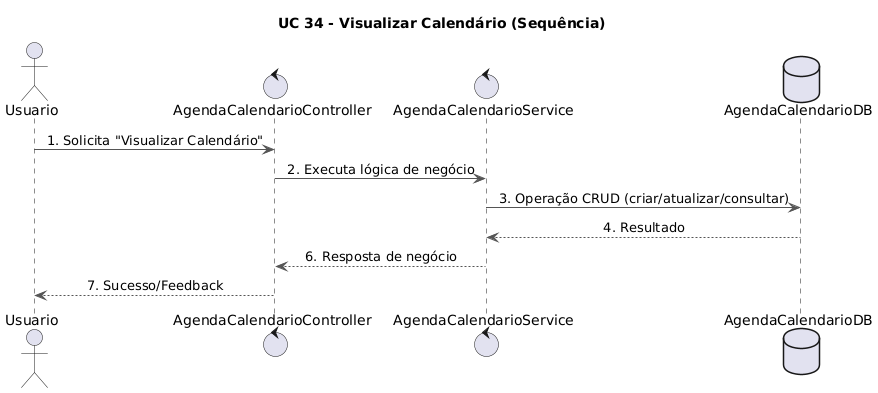 UC 34 - Visualizar Calendário (Sequência)
Usuario
AgendaCalendarioController
AgendaCalendarioService
AgendaCalendarioDB
1. Solicita "Visualizar Calendário"
2. Executa lógica de negócio
3. Operação CRUD (criar/atualizar/consultar)
4. Resultado
6. Resposta de negócio
7. Sucesso/Feedback
Usuario
AgendaCalendarioController
AgendaCalendarioService
AgendaCalendarioDB